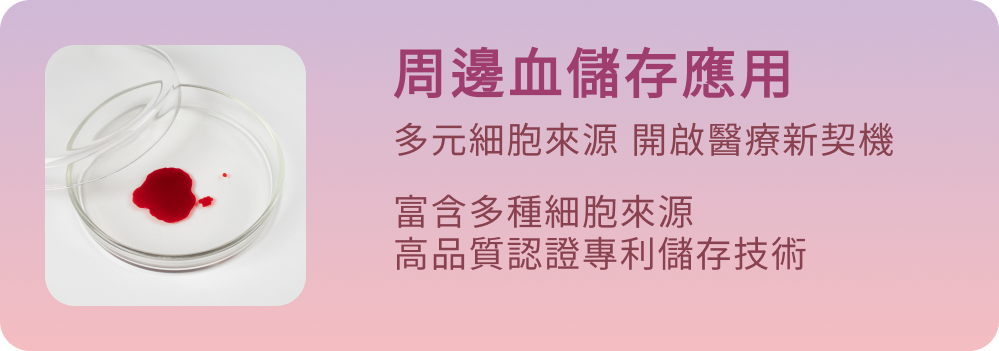 周邊血儲存應用
多元細胞來源 開啟醫療新契機
富含多種細胞來源
高品質認證專利儲存技術